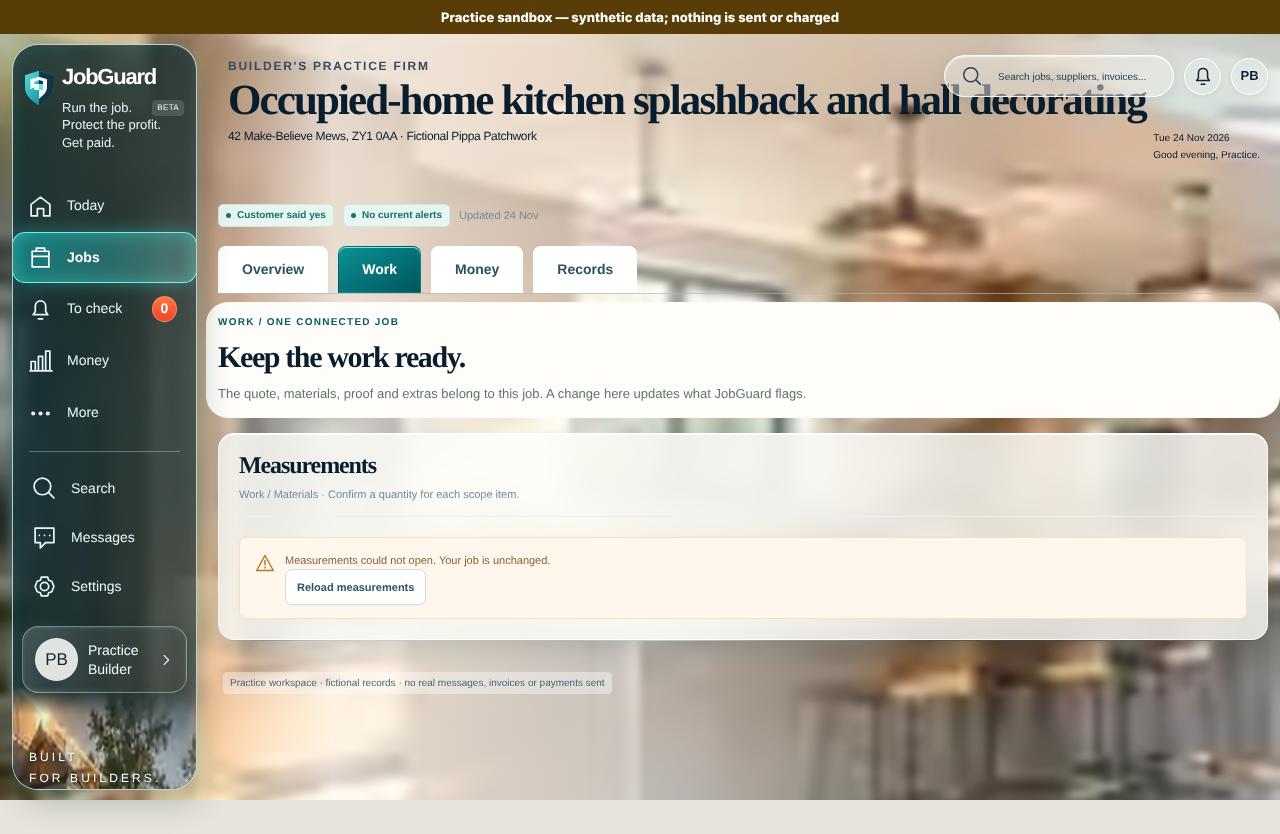 Practice sandbox — synthetic data; nothing is sent or charged
JobGuard
Run the job.
Protect the profit.
Get paid.
BETA
Today
Jobs
To check
0
Money
More
Search
Messages
Settings
PB
Practice
Builder
BUILT
FOR BUILDERS.
BUILDER'S PRACTICE FIRM
Occupied-home kitchen splashback and hall decorating
42 Make-Believe Mews, ZY1 0AA · Fictional Pippa Patchwork
Search jobs, suppliers, invoices...
PB
Tue 24 Nov 2026
Good evening, Practice.
Customer said yes
No current alerts
Updated 24 Nov
Overview
Work
Money
Records
WORK / ONE CONNECTED JOB
Keep the work ready.
The quote, materials, proof and extras belong to this job. A change here updates what JobGuard flags.
Measurements
Work / Materials · Confirm a quantity for each scope item.
Measurements could not open. Your job is unchanged.
Reload measurements
Practice workspace · fictional records · no real messages, invoices or payments sent